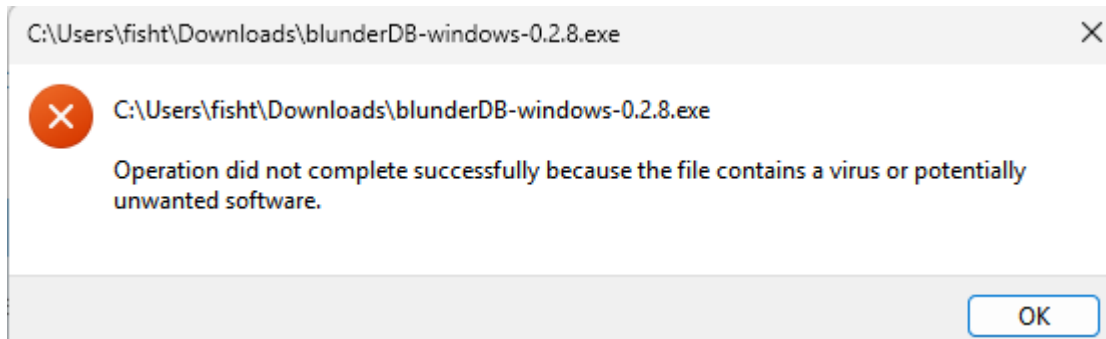 C:\Users\fisht\Downloads\blunderDB-windows-0.2.8.exe
C:\Users\fisht\Downloads\blunderDB-windows-0.2.8.exe
Operation did not complete successfully because the file contains a virus or potentially
unwanted software.
OK